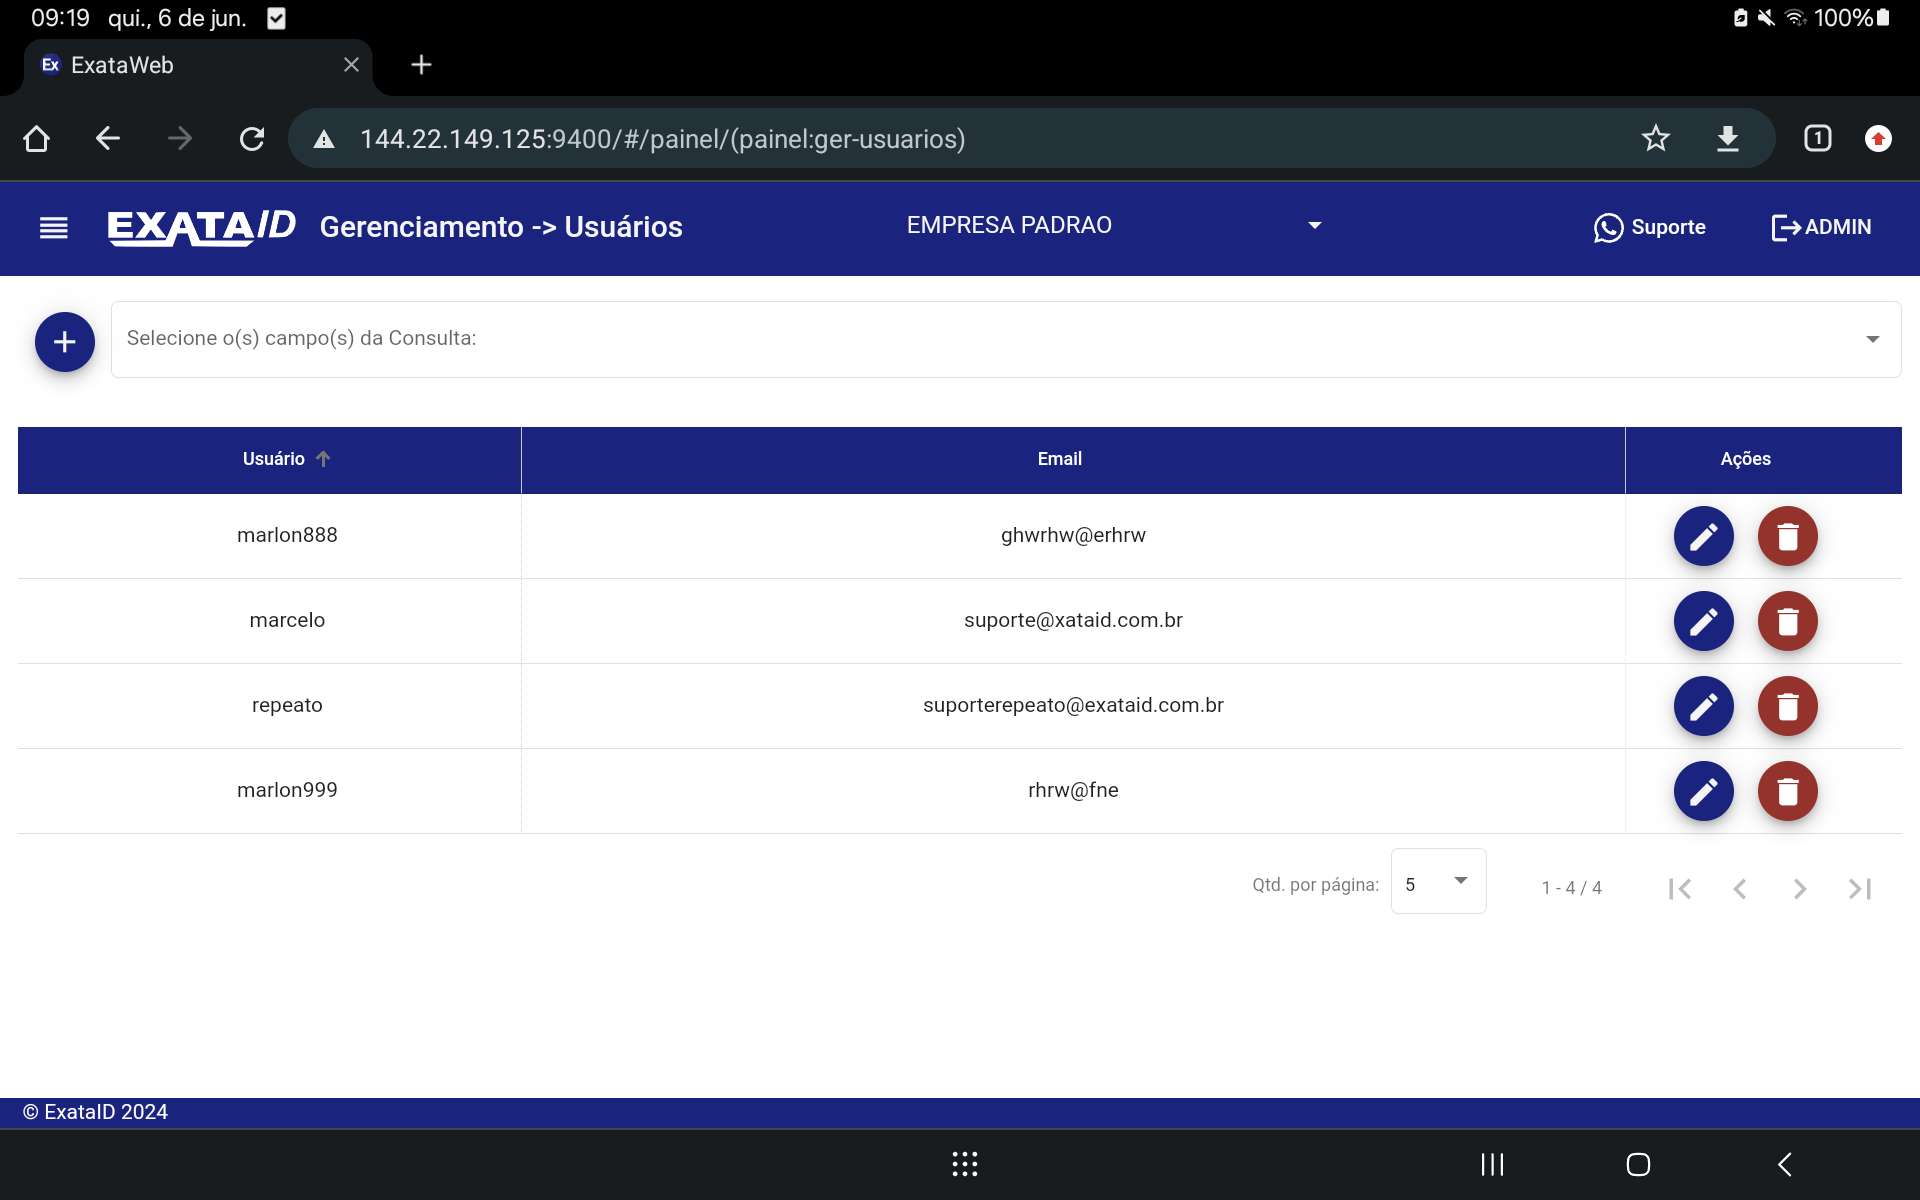 09:19 qui., 6 de jun. 100%
Ex ExataWeb
144.22.149.125:9400/#/painel/(painel:ger-usuarios) 1
EXATAID Gerenciamento -> Usuários EMPRESA PADRAO Suporte ADMIN
Selecione o(s) campo(s) da Consulta:
Usuário Email Ações
marlon888 ghwrhw@erhrw
marcelo suporte@xataid.com.br
repeato suporterepeato@exataid.com.br
marlon999 rhrw@fne
Qtd. por página: 5 1 - 4 / 4
© ExataID 2024